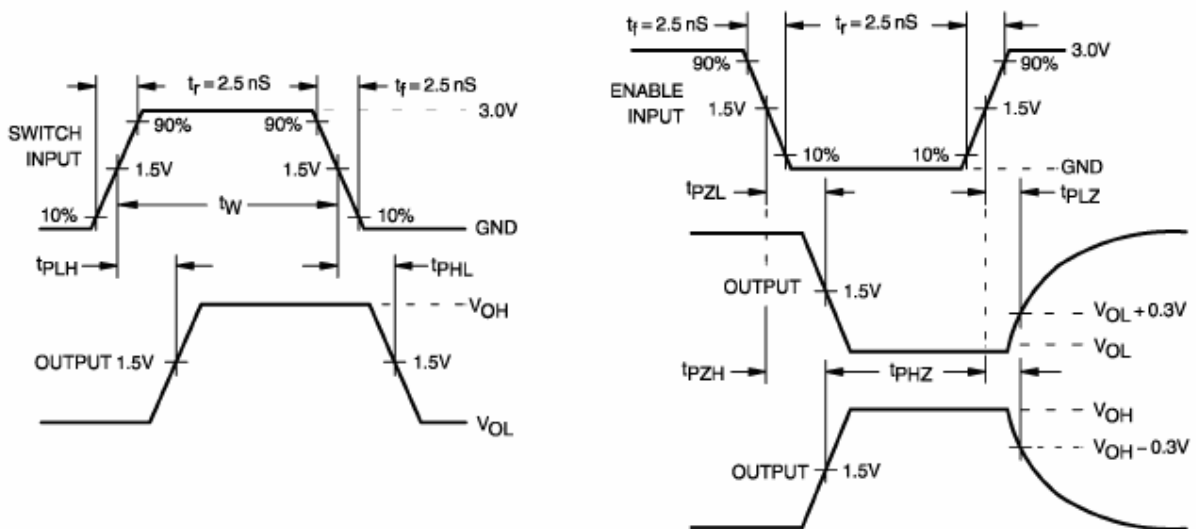 tr = 2.5 nS
tf = 2.5 nS
3.0V
SWITCH
INPUT
90%
90%
1.5V
1.5V
10%
tW
10%
GND
tPLH
tPHL
VOH
OUTPUT 1.5V
1.5V
VOL
tf = 2.5 nS
tr = 2.5 nS
3.0V
90%
90%
ENABLE
INPUT
1.5V
1.5V
10%
10%
GND
tPZL
tPLZ
OUTPUT
1.5V
VOL + 0.3V
VOL
tPZH
tPHZ
VOH
VOH – 0.3V
OUTPUT
1.5V